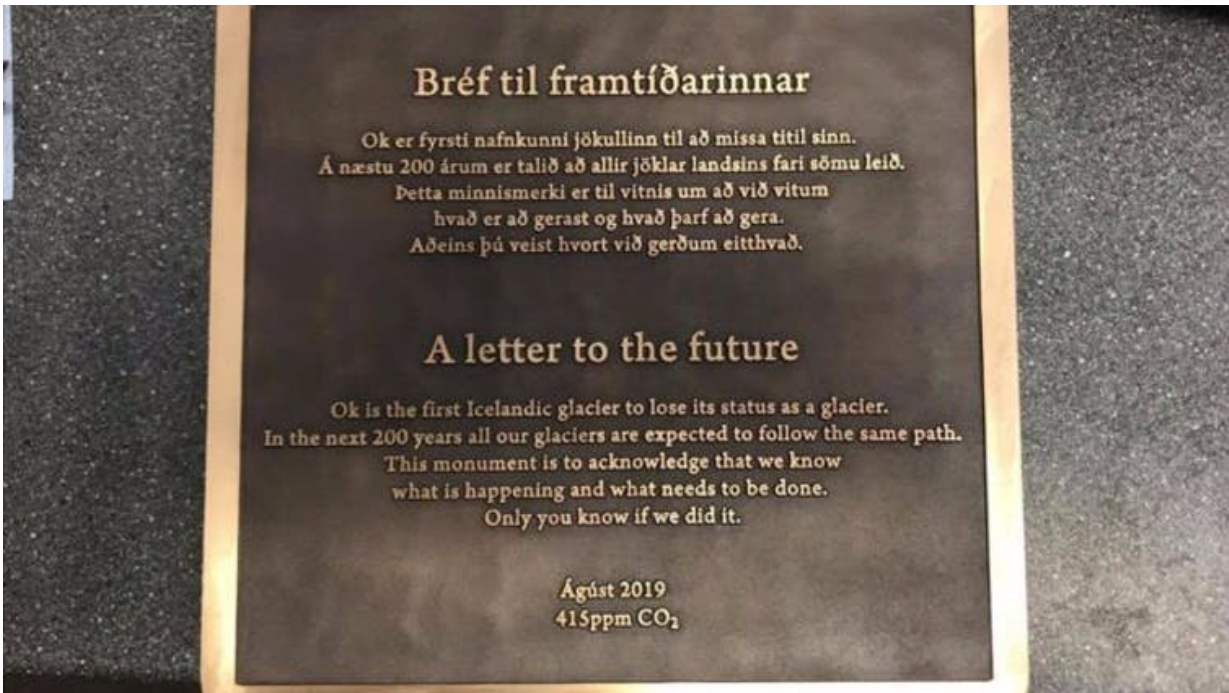 Bréf til framtíðarinnar
Ok er fyrsti nafnkunni jökullinn til að missa titil sinn.
Á næstu 200 árum er talið að allir jöklar landsins fari sömu leið.
Þetta minnismerki er til vitnis um að við vitum
hvað er að gerast og hvað þarf að gera.
Aðeins þú veist hvort við gerðum eitthvað.
A letter to the future
Ok is the first Icelandic glacier to lose its status as a glacier.
In the next 200 years all our glaciers are expected to follow the same path.
This monument is to acknowledge that we know
what is happening and what needs to be done.
Only you know if we did it.
Ágúst 2019
415ppm CO₂